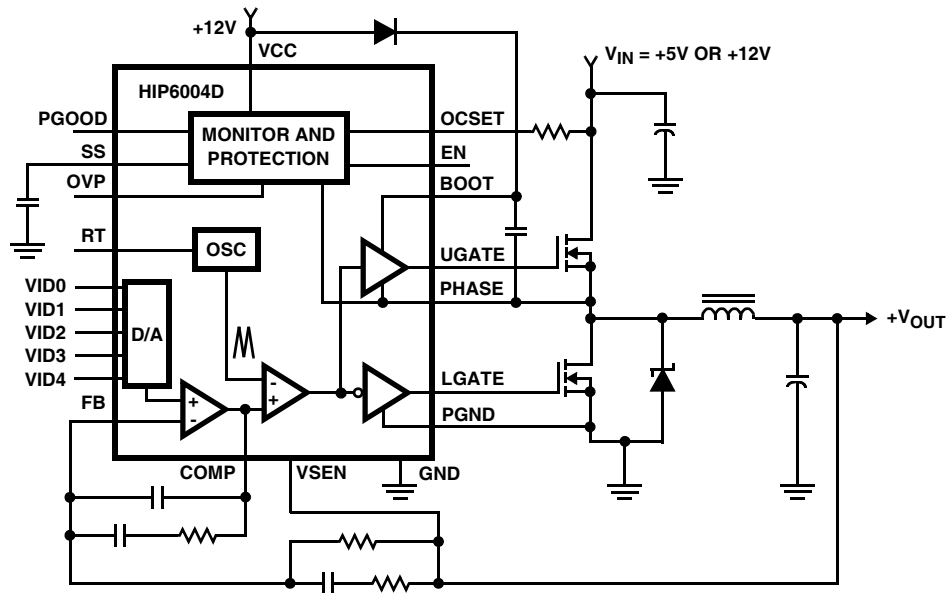 +12V
VCC
V_IN = +5V OR +12V
HIP6004D
PGOOD
MONITOR AND
PROTECTION
OCSET
SS
EN
OVP
BOOT
RT
OSC
UGATE
VID0
PHASE
VID1
VID2
D/A
+V_OUT
VID3
VID4
LGATE
FB
+
-
-
+
PGND
COMP
VSEN
GND